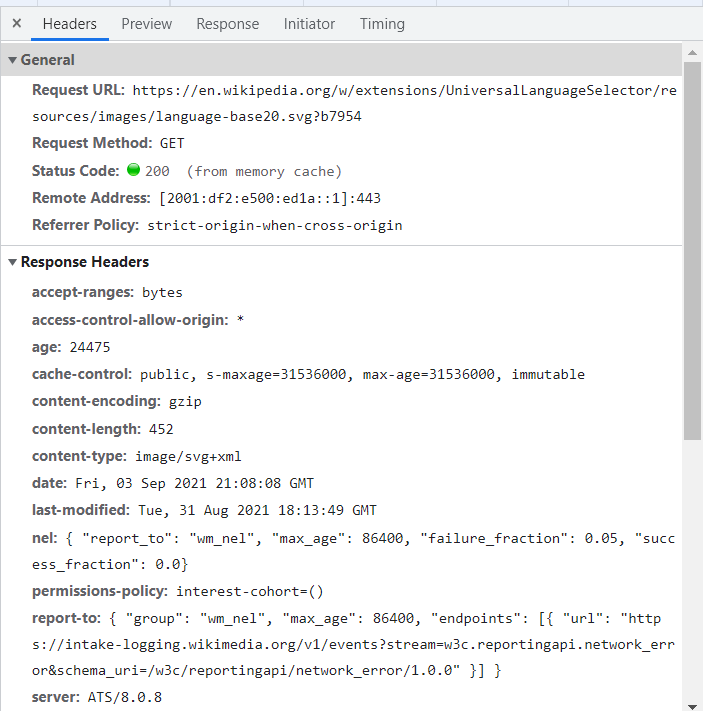 × Headers Preview Response Initiator Timing
▼ General
Request URL: https://en.wikipedia.org/w/extensions/UniversalLanguageSelector/re
sources/images/language-base20.svg?b7954
Request Method: GET
Status Code: 200 (from memory cache)
Remote Address: [2001:df2:e500:ed1a::1]:443
Referrer Policy: strict-origin-when-cross-origin
▼ Response Headers
accept-ranges: bytes
access-control-allow-origin: *
age: 24475
cache-control: public, s-maxage=31536000, max-age=31536000, immutable
content-encoding: gzip
content-length: 452
content-type: image/svg+xml
date: Fri, 03 Sep 2021 21:08:08 GMT
last-modified: Tue, 31 Aug 2021 18:13:49 GMT
nel: { "report_to": "wm_nel", "max_age": 86400, "failure_fraction": 0.05, "succ
ess_fraction": 0.0}
permissions-policy: interest-cohort=()
report-to: { "group": "wm_nel", "max_age": 86400, "endpoints": [{ "url": "http
s://intake-logging.wikimedia.org/v1/events?stream=w3c.reportingapi.network_err
or&schema_uri=/w3c/reportingapi/network_error/1.0.0" }] }
server: ATS/8.0.8